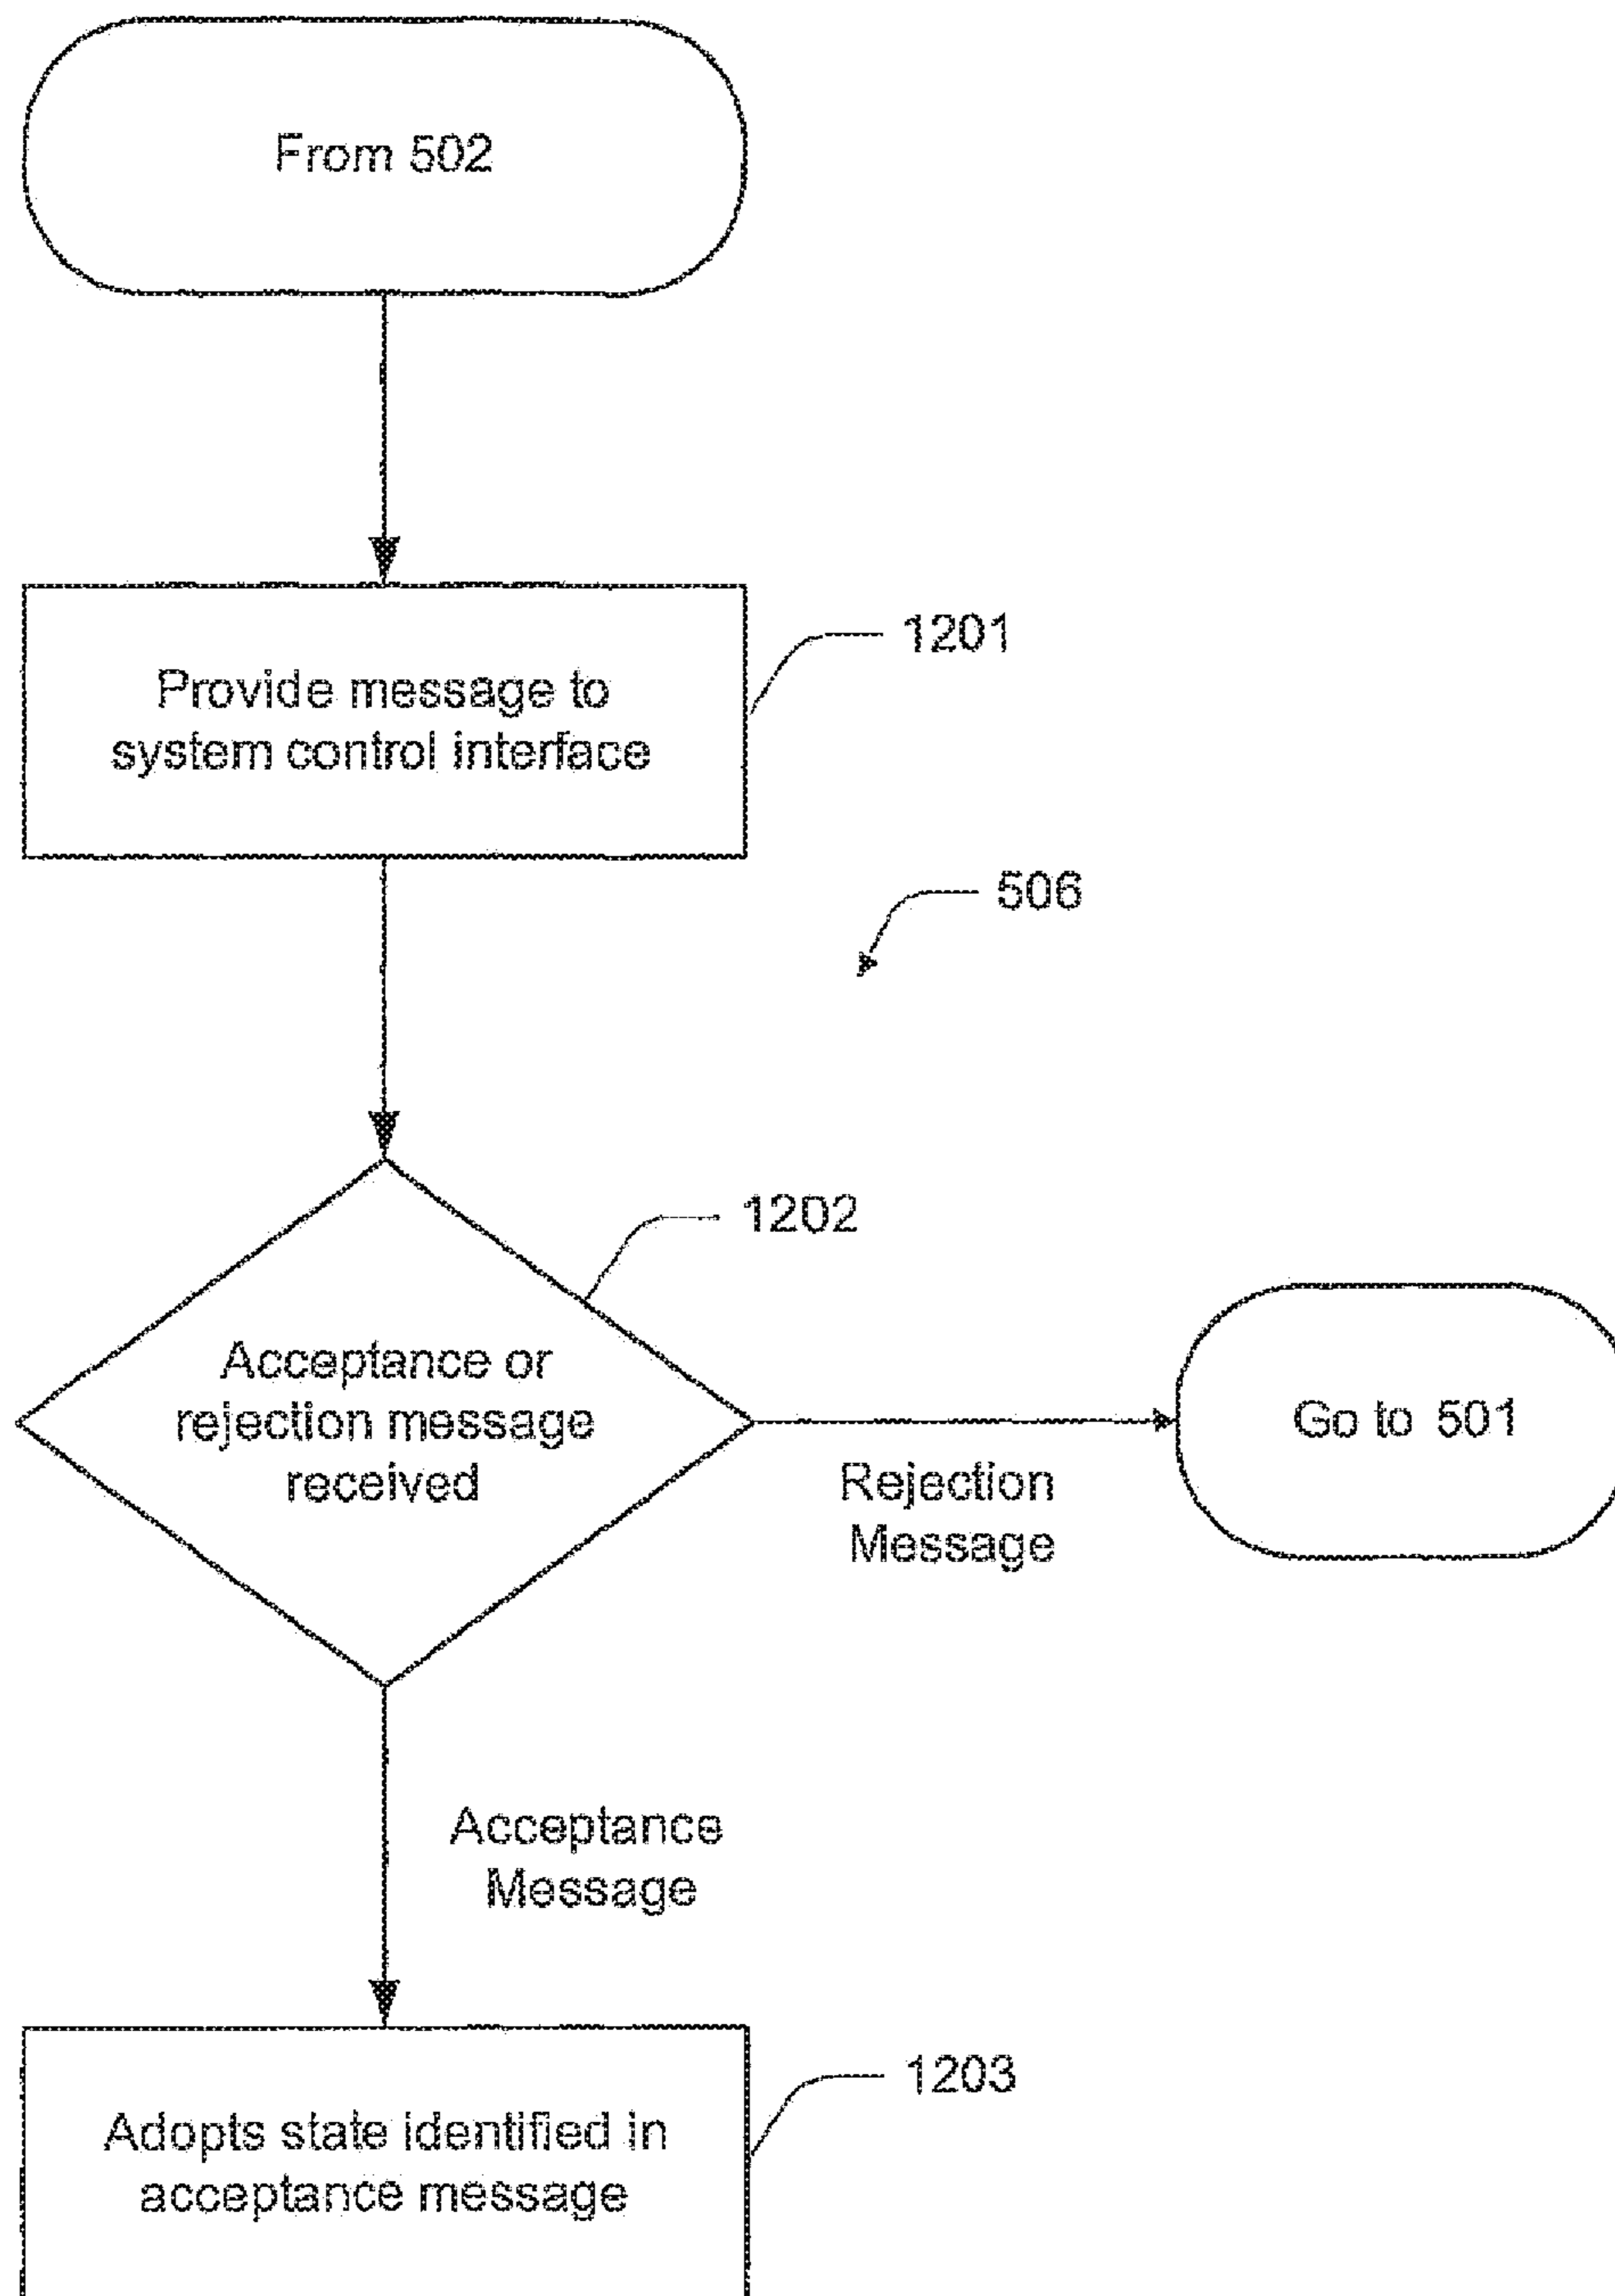 From 502
1201
Provide message to
system control interface
506
1202
Acceptance or
rejection message
received
Go to 501
Rejection
Message
Acceptance
Message
1203
Adopts state identified in
acceptance message